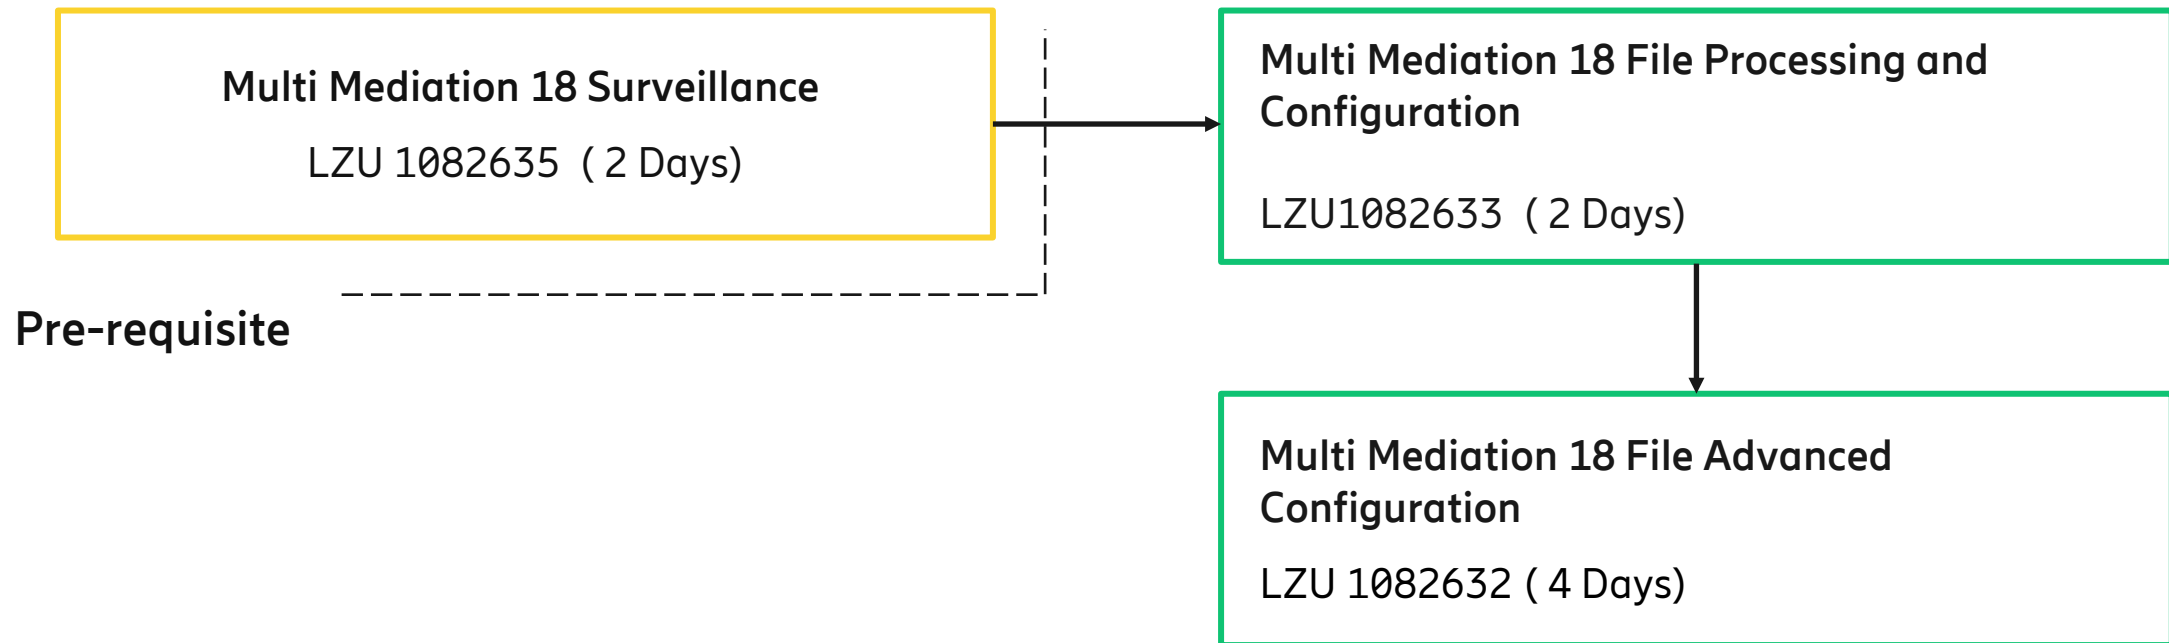 Multi Mediation 18 Surveillance
LZU 1082635 ( 2 Days)
Pre-requisite
Multi Mediation 18 File Processing and
Configuration
LZU1082633 ( 2 Days)
Multi Mediation 18 File Advanced
Configuration
LZU 1082632 ( 4 Days)